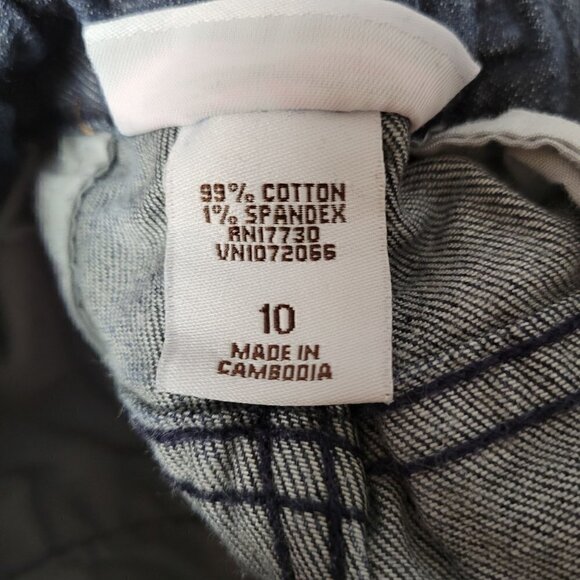 99% COTTON
1% SPANDEX
RN17730
VN1072066
10
MADE IN
CAMBODIA